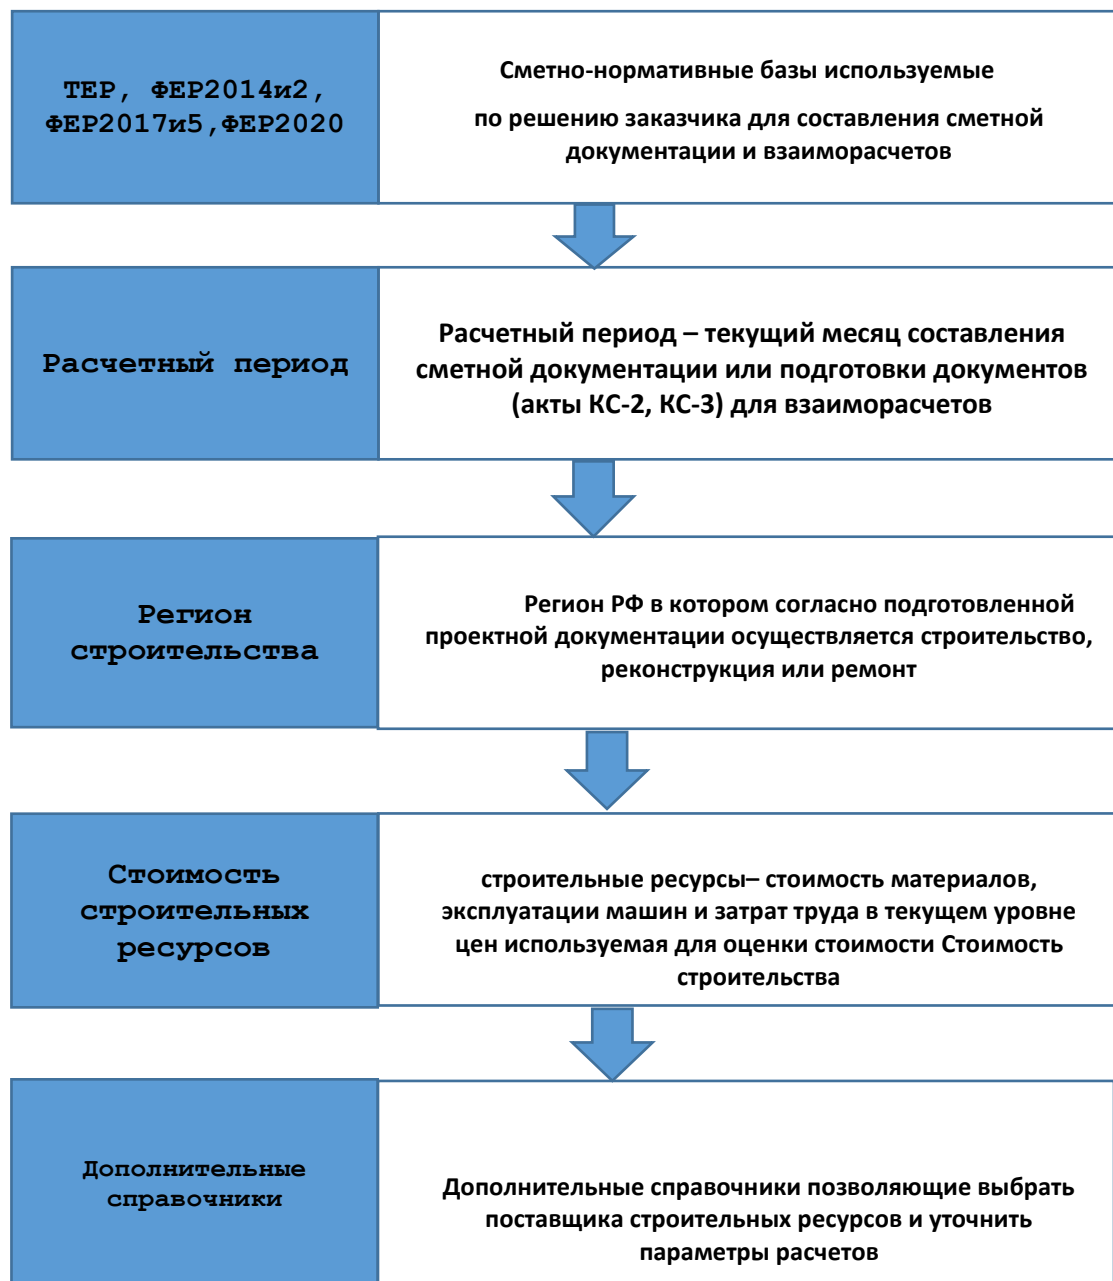 ТЕР, ФЕР2014и2,
ФЕР2017и5,ФЕР2020
Сметно-нормативные базы используемые
по решению заказчика для составления сметной
документации и взаиморасчетов
Расчетный период
Расчетный период – текущий месяц составления
сметной документации или подготовки документов
(акты КС-2, КС-3) для взаиморасчетов
Регион
строительства
Регион РФ в котором согласно подготовленной
проектной документации осуществляется строительство,
реконструкция или ремонт
Стоимость
строительных
ресурсов
строительные ресурсы– стоимость материалов,
эксплуатации машин и затрат труда в текущем уровне
цен используемая для оценки стоимости Стоимость
строительства
Дополнительные
справочники
Дополнительные справочники позволяющие выбрать
поставщика строительных ресурсов и уточнить
параметры расчетов